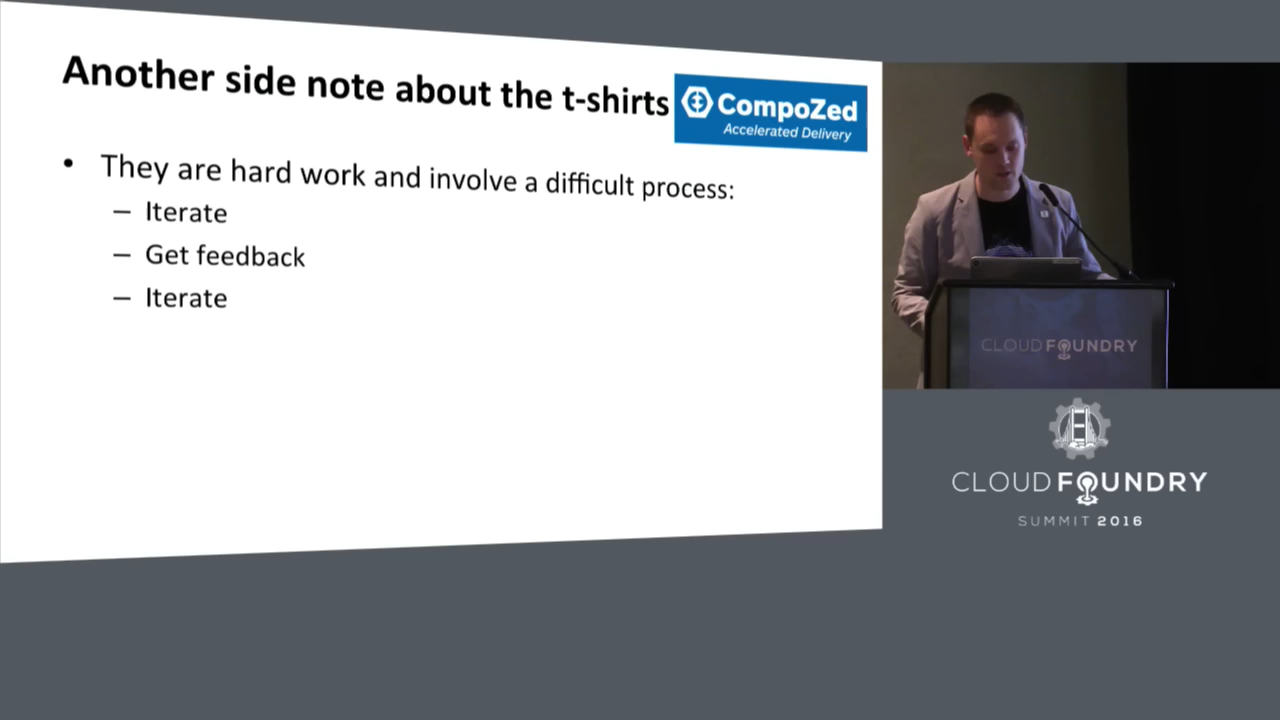 Another side note about the t-shirts
CompoZed
Accelerated Delivery
• They are hard work and involve a difficult process:
– Iterate
– Get feedback
– Iterate
CLOUD FOUNDRY
CLOUD FOUNDRY
SUMMIT 2016